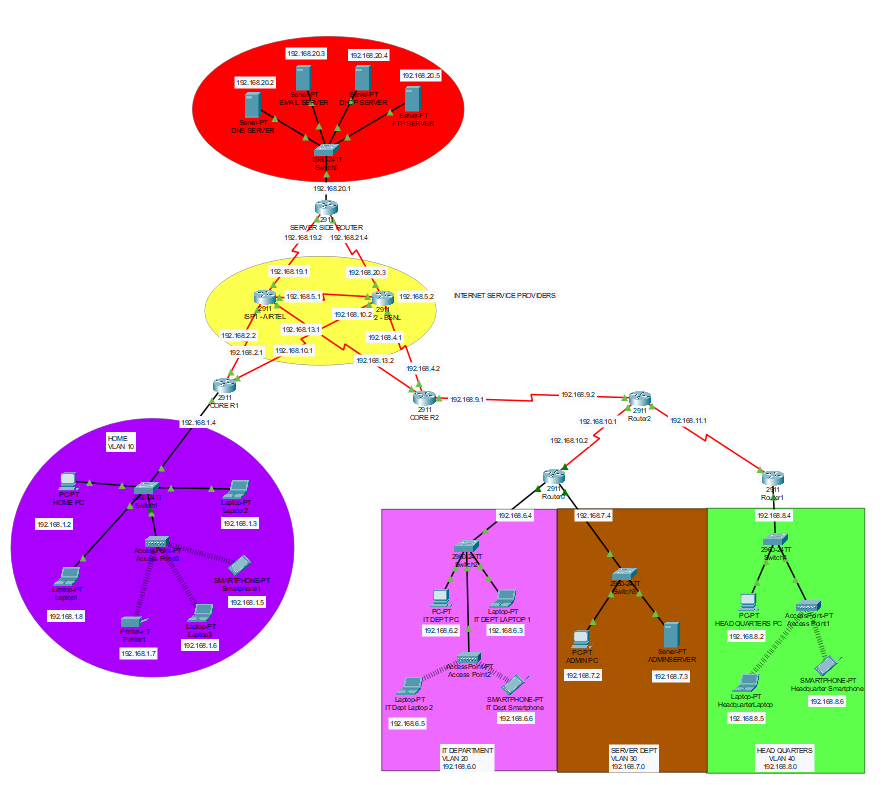 192.168.20.3
192.168.20.4
192.168.20.2
192.168.20.5
Server-PT
EMAIL SERVER
Server-PT
DHCP SERVER
Server-PT
DNS SERVER
Server-PT
FTP SERVER
2960-24TT
192.168.20.1
2911
SERVER SIDE ROUTER
192.168.19.2
192.168.21.4
192.168.19.1
192.168.20.3
192.168.5.1
192.168.5.2
INTERNET SERVICE PROVIDERS
2911
ISP1 - AIRTEL
2911
2 - BSNL
192.168.10.2
192.168.13.1
192.168.2.2
192.168.4.1
192.168.2.1
192.168.10.1
192.168.13.2
192.168.4.2
2911
CORE R1
2911
CORE R2
192.168.9.1
192.168.9.2
2911
Router2
192.168.1.4
192.168.10.1
192.168.11.1
192.168.10.2
HOME
VLAN 10
2911
Router0
2911
Router1
PC-PT
HOME PC
2960-24TT
Laptop-PT
Laptop 2
192.168.1.2
192.168.1.3
192.168.6.4
192.168.7.4
192.168.8.4
AccessPoint-PT
Access Point0
2960-24TT
Switch2
2960-24TT
2960-24TT
Laptop-PT
192.168.1.8
SMARTPHONE-PT
Smartphone1
192.168.1.5
Printer-PT
Laptop-PT
192.168.1.6
192.168.1.7
PC-PT
IT DEPT PC
Laptop-PT
IT DEPT LAPTOP 1
192.168.6.2
192.168.6.3
PC-PT
ADMIN PC
Server-PT
ADMINSERVER
192.168.7.2
192.168.7.3
PC-PT
HEAD QUARTERS PC
AccessPoint-PT
Access Point1
192.168.8.2
AccessPoint-PT
Access Point2
Laptop-PT
IT Dept Laptop 2
SMARTPHONE-PT
IT Dept Smartphone
192.168.6.5
192.168.6.6
SMARTPHONE-PT
Headquarter Smartphone
Laptop-PT
HeadquarterLaptop
192.168.8.6
192.168.8.5
IT DEPARTMENT
VLAN 20
192.168.6.0
SERVER DEPT
VLAN 30
192.168.7.0
HEAD QUARTERS
VLAN 40
192.168.8.0